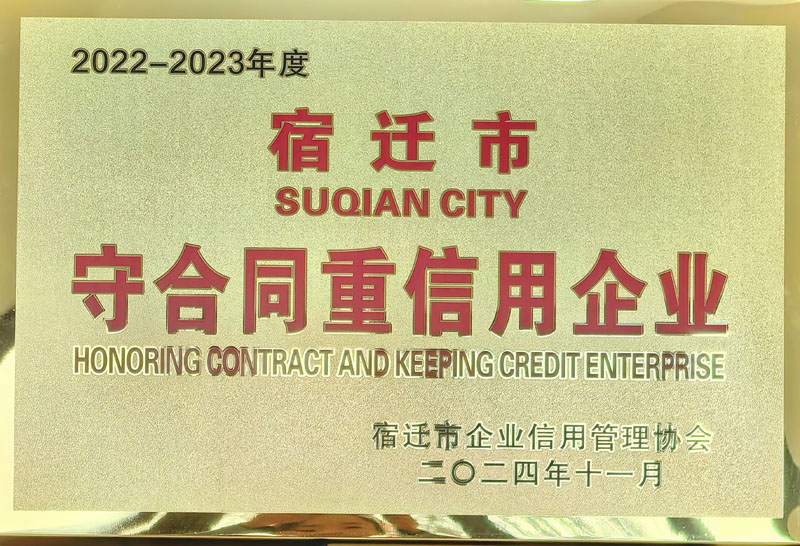 2022–2023年度
宿迁市
SUQIAN CITY
守合同重信用企业
HONORING CONTRACT AND KEEPING CREDIT ENTERPRISE
宿迁市企业信用管理协会
二〇二四年十一月